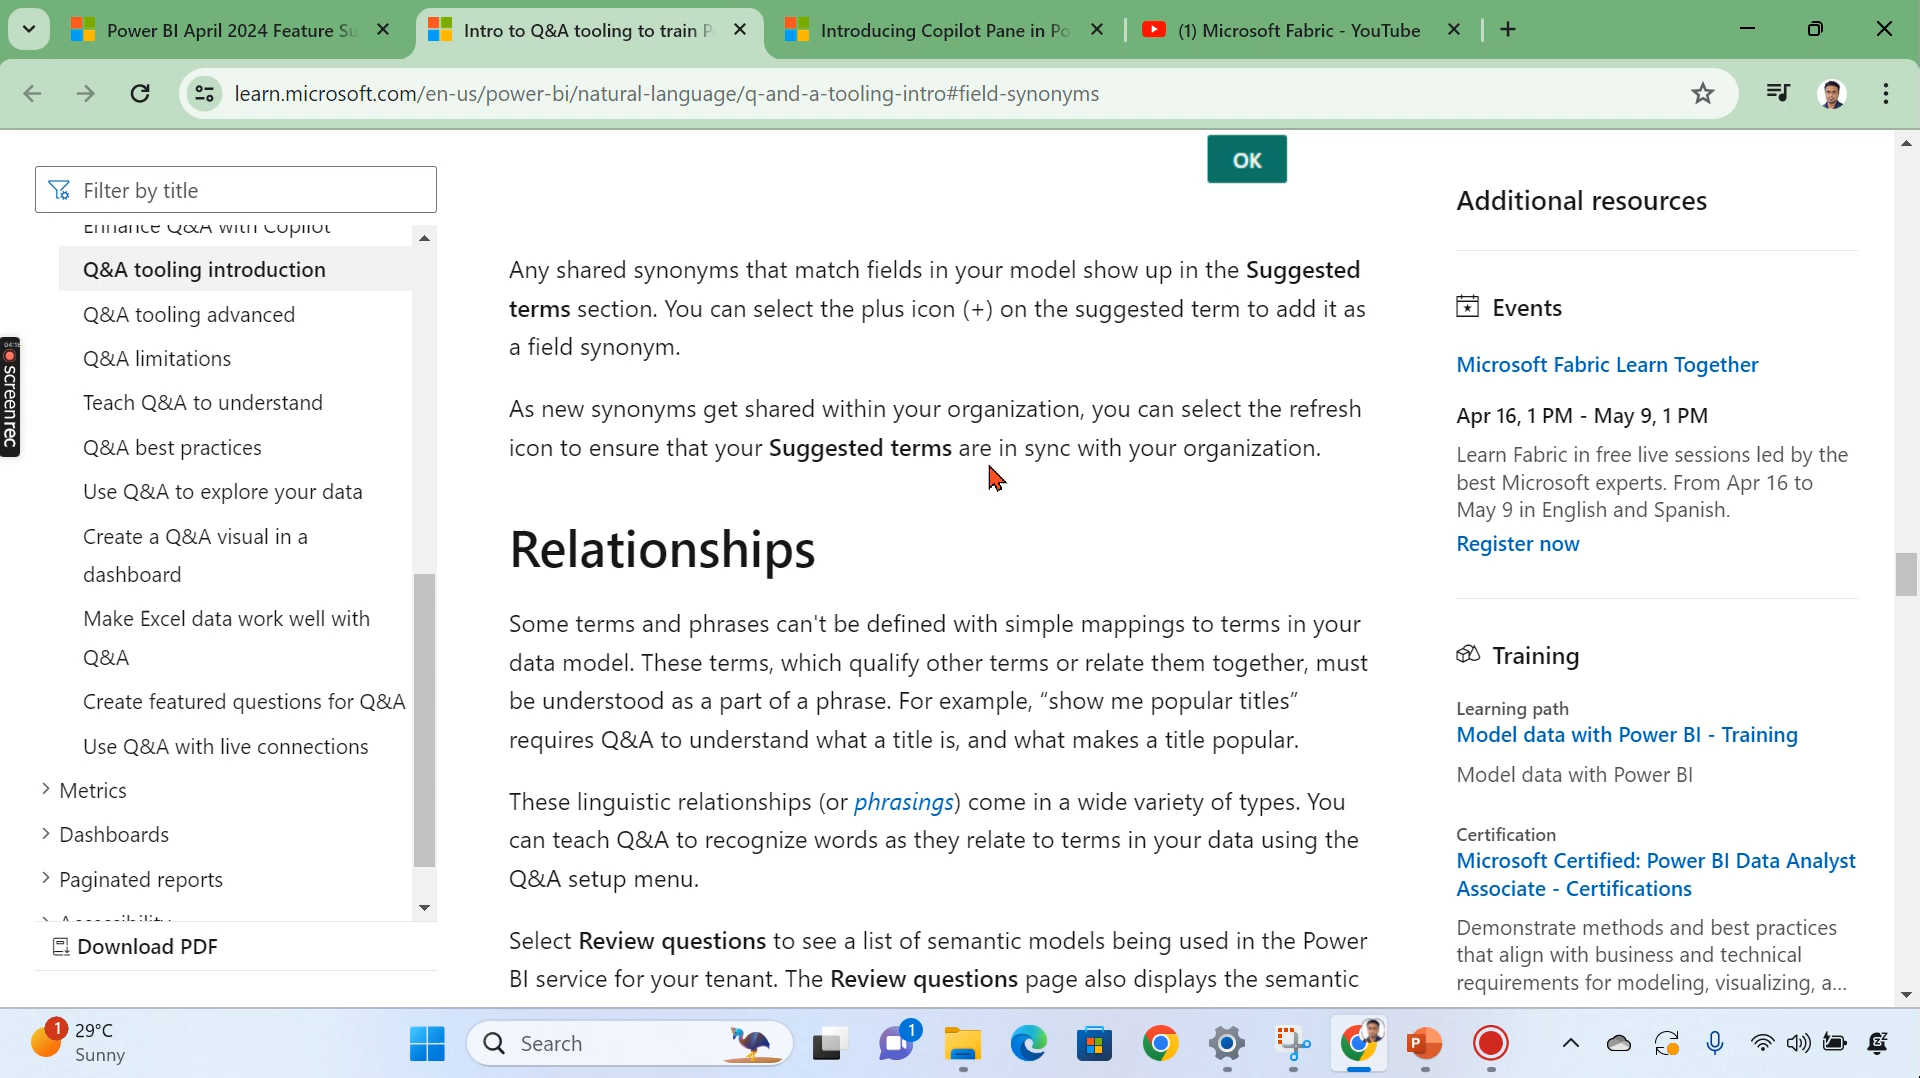 Power BI April 2024 Feature Su
Intro to Q&A tooling to train P
Introducing Copilot Pane in Po
(1) Microsoft Fabric - YouTube
learn.microsoft.com/en-us/power-bi/natural-language/q-and-a-tooling-intro#field-synonyms
Filter by title
Enhance Q&A with Copilot
Q&A tooling introduction
Q&A tooling advanced
Q&A limitations
Teach Q&A to understand
Q&A best practices
Use Q&A to explore your data
Create a Q&A visual in a
dashboard
Make Excel data work well with
Q&A
Create featured questions for Q&A
Use Q&A with live connections
Metrics
Dashboards
Paginated reports
Accessibility
Download PDF
screenrec
OK
Any shared synonyms that match fields in your model show up in the Suggested
terms section. You can select the plus icon (+) on the suggested term to add it as
a field synonym.
As new synonyms get shared within your organization, you can select the refresh
icon to ensure that your Suggested terms are in sync with your organization.
Relationships
Some terms and phrases can't be defined with simple mappings to terms in your
data model. These terms, which qualify other terms or relate them together, must
be understood as a part of a phrase. For example, “show me popular titles”
requires Q&A to understand what a title is, and what makes a title popular.
These linguistic relationships (or phrasings) come in a wide variety of types. You
can teach Q&A to recognize words as they relate to terms in your data using the
Q&A setup menu.
Select Review questions to see a list of semantic models being used in the Power
BI service for your tenant. The Review questions page also displays the semantic
Additional resources
Events
Microsoft Fabric Learn Together
Apr 16, 1 PM - May 9, 1 PM
Learn Fabric in free live sessions led by the
best Microsoft experts. From Apr 16 to
May 9 in English and Spanish.
Register now
Training
Learning path
Model data with Power BI - Training
Model data with Power BI
Certification
Microsoft Certified: Power BI Data Analyst
Associate - Certifications
Demonstrate methods and best practices
that align with business and technical
requirements for modeling, visualizing, a...
1
29°C
Sunny
Search
1